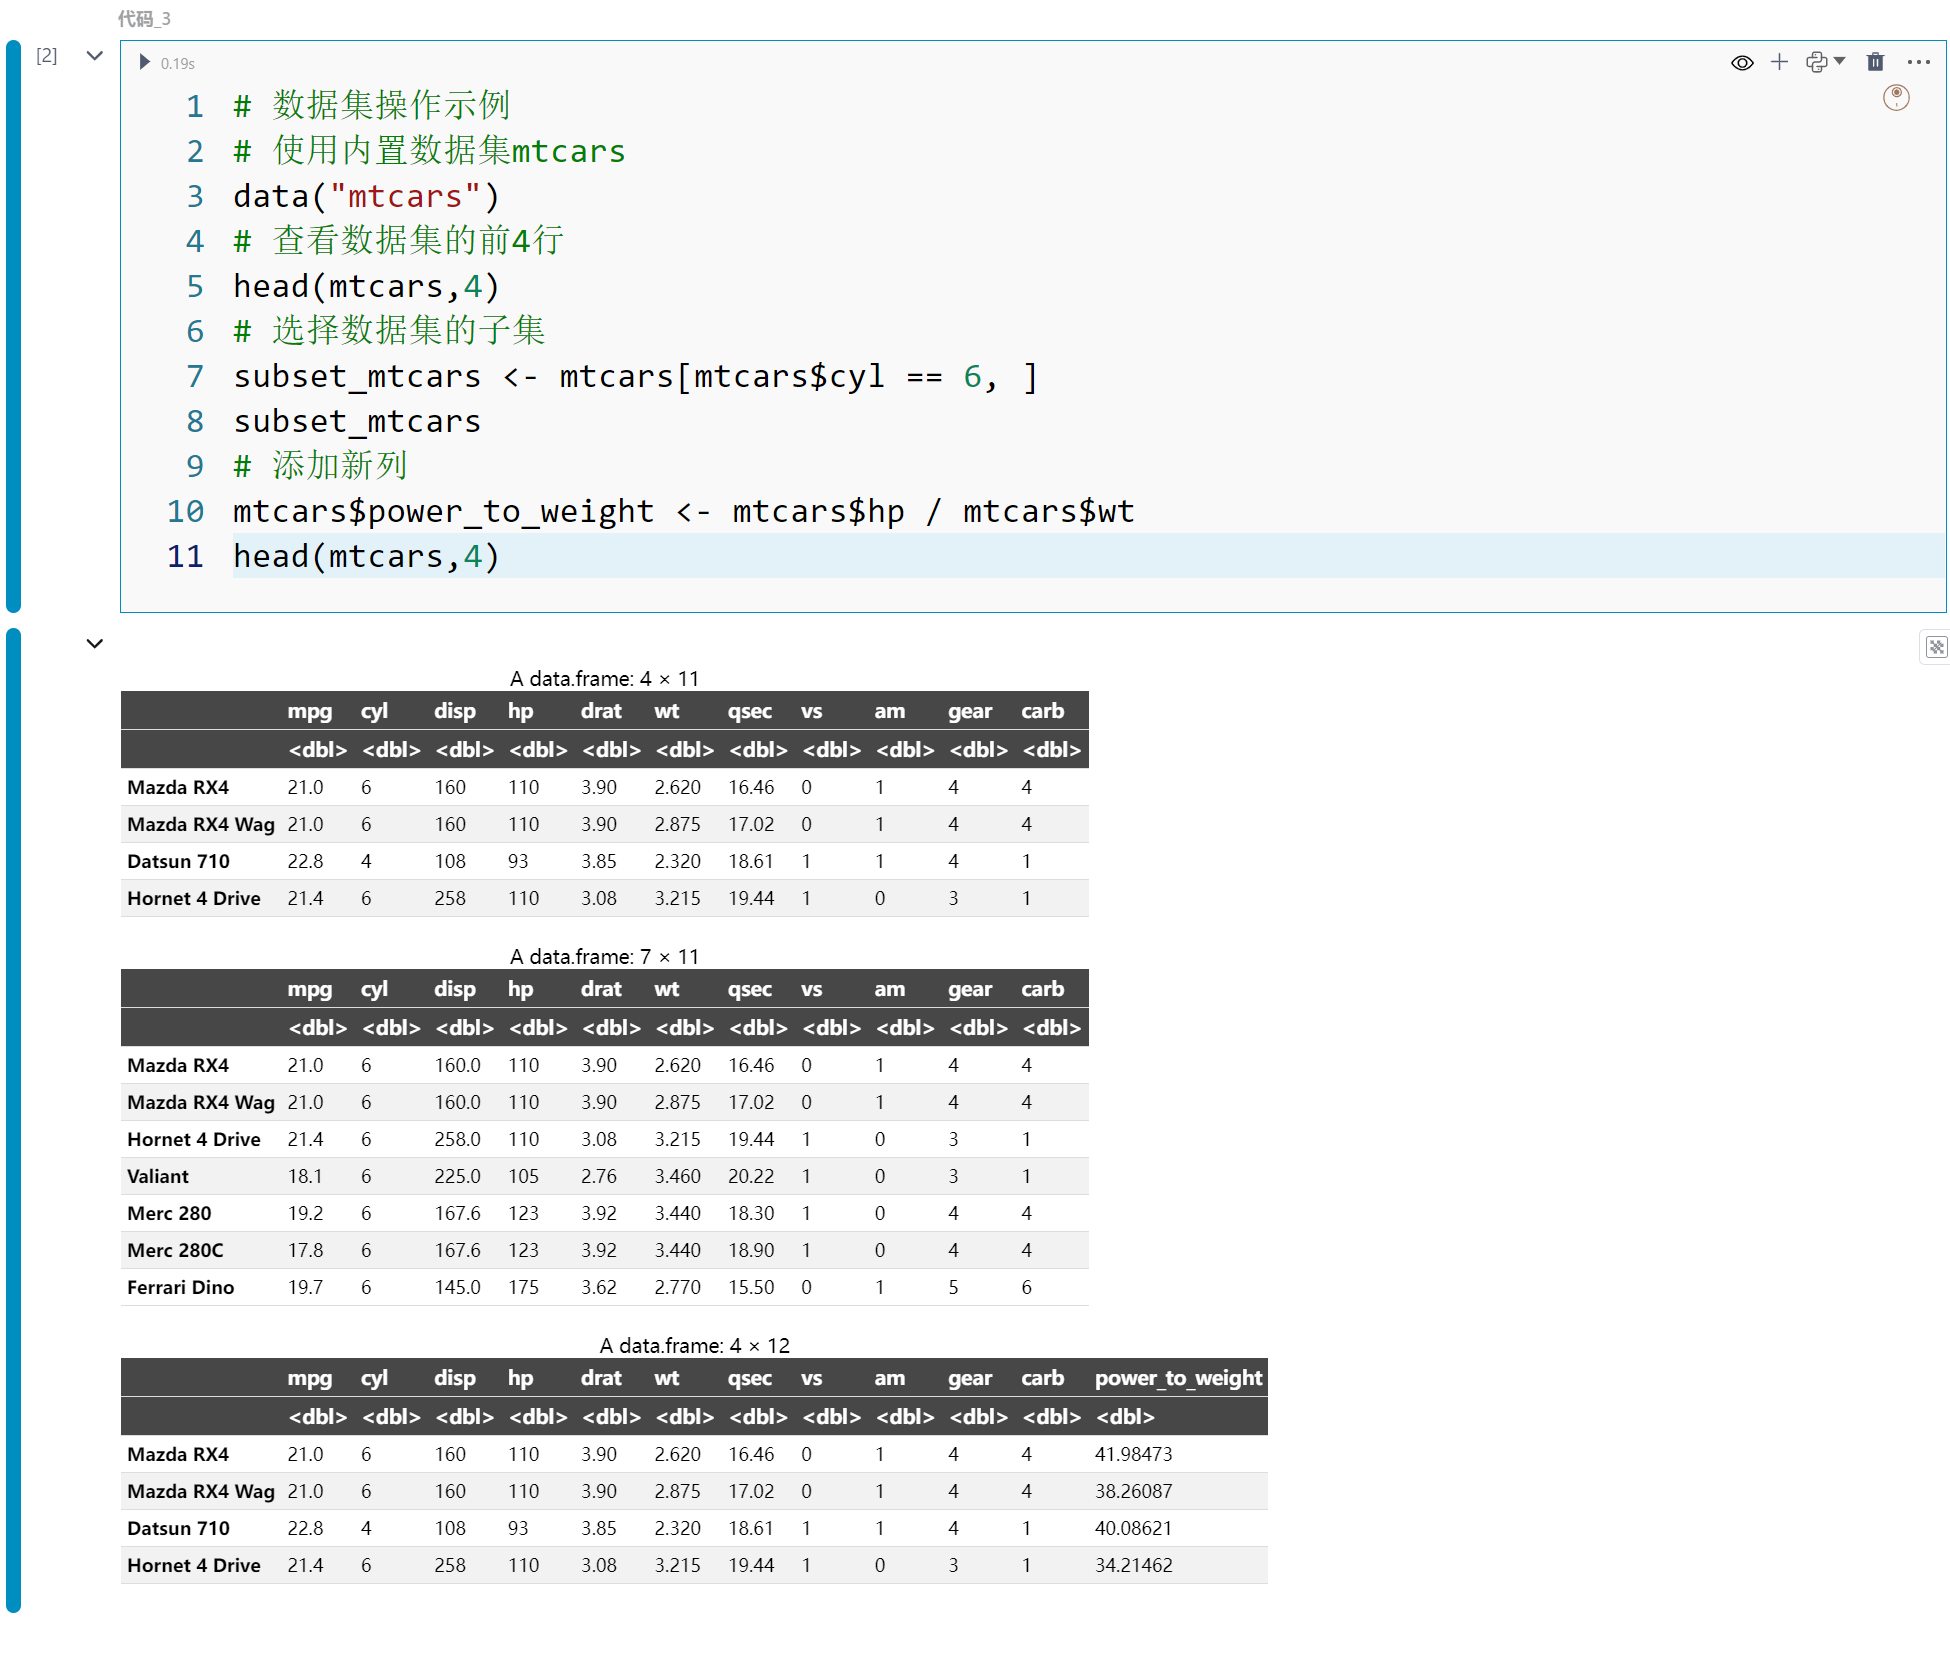 代码_3
[2]
0.19s
1 # 数据集操作示例
2 # 使用内置数据集mtcars
3 data("mtcars")
4 # 查看数据集的前4行
5 head(mtcars,4)
6 # 选择数据集的子集
7 subset_mtcars <- mtcars[mtcars$cyl == 6, ]
8 subset_mtcars
9 # 添加新列
10 mtcars$power_to_weight <- mtcars$hp / mtcars$wt
11 head(mtcars,4)
A data.frame: 4 × 11
mpg cyl disp hp drat wt qsec vs am gear carb
<dbl> <dbl> <dbl> <dbl> <dbl> <dbl> <dbl> <dbl> <dbl> <dbl> <dbl>
Mazda RX4 21.0 6 160 110 3.90 2.620 16.46 0 1 4 4
Mazda RX4 Wag 21.0 6 160 110 3.90 2.875 17.02 0 1 4 4
Datsun 710 22.8 4 108 93 3.85 2.320 18.61 1 1 4 1
Hornet 4 Drive 21.4 6 258 110 3.08 3.215 19.44 1 0 3 1
A data.frame: 7 × 11
mpg cyl disp hp drat wt qsec vs am gear carb
<dbl> <dbl> <dbl> <dbl> <dbl> <dbl> <dbl> <dbl> <dbl> <dbl> <dbl>
Mazda RX4 21.0 6 160.0 110 3.90 2.620 16.46 0 1 4 4
Mazda RX4 Wag 21.0 6 160.0 110 3.90 2.875 17.02 0 1 4 4
Hornet 4 Drive 21.4 6 258.0 110 3.08 3.215 19.44 1 0 3 1
Valiant 18.1 6 225.0 105 2.76 3.460 20.22 1 0 3 1
Merc 280 19.2 6 167.6 123 3.92 3.440 18.30 1 0 4 4
Merc 280C 17.8 6 167.6 123 3.92 3.440 18.90 1 0 4 4
Ferrari Dino 19.7 6 145.0 175 3.62 2.770 15.50 0 1 5 6
A data.frame: 4 × 12
mpg cyl disp hp drat wt qsec vs am gear carb power_to_weight
<dbl> <dbl> <dbl> <dbl> <dbl> <dbl> <dbl> <dbl> <dbl> <dbl> <dbl> <dbl>
Mazda RX4 21.0 6 160 110 3.90 2.620 16.46 0 1 4 4 41.98473
Mazda RX4 Wag 21.0 6 160 110 3.90 2.875 17.02 0 1 4 4 38.26087
Datsun 710 22.8 4 108 93 3.85 2.320 18.61 1 1 4 1 40.08621
Hornet 4 Drive 21.4 6 258 110 3.08 3.215 19.44 1 0 3 1 34.21462